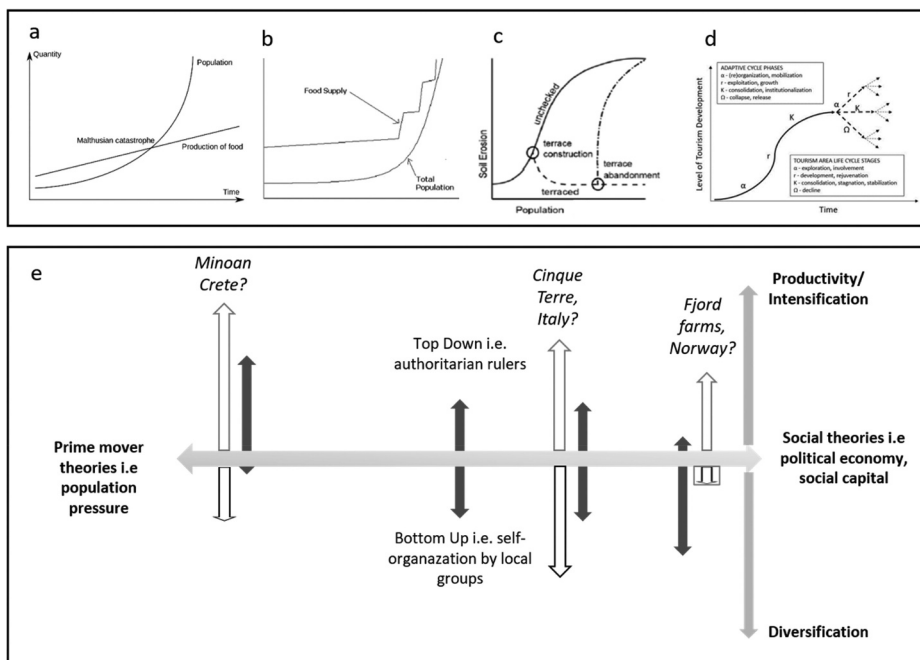 a
Quantity
Population
Malthusian catastrophe
Production of food
Time
b
Food Supply
Total
Population
c
Soil Erosion
unchecked
terrace
construction
terrace
abandonment
terraced
Population
d
Level of Tourism Development
ADAPTIVE CYCLE PHASES
α - (re)organization, mobilization
r - exploitation, growth
K - consolidation, institutionalization
Ω - collapse, release
α
r
K
α
r
K
Ω
TOURISM AREA LIFE CYCLE STAGES
α - exploration, involvement
r - development, rejuvenation
K - consolidation, stagnation, stabilization
Ω - decline
Time
e
Minoan
Crete?
Cinque
Terre,
Italy?
Fjord
farms,
Norway?
Productivity/
Intensification
Top Down i.e
authoritarian rulers
Prime mover
theories i.e
population
pressure
Social theories i.e
political economy,
social capital
Bottom Up i.e. self-
organazation by local
groups
Diversification